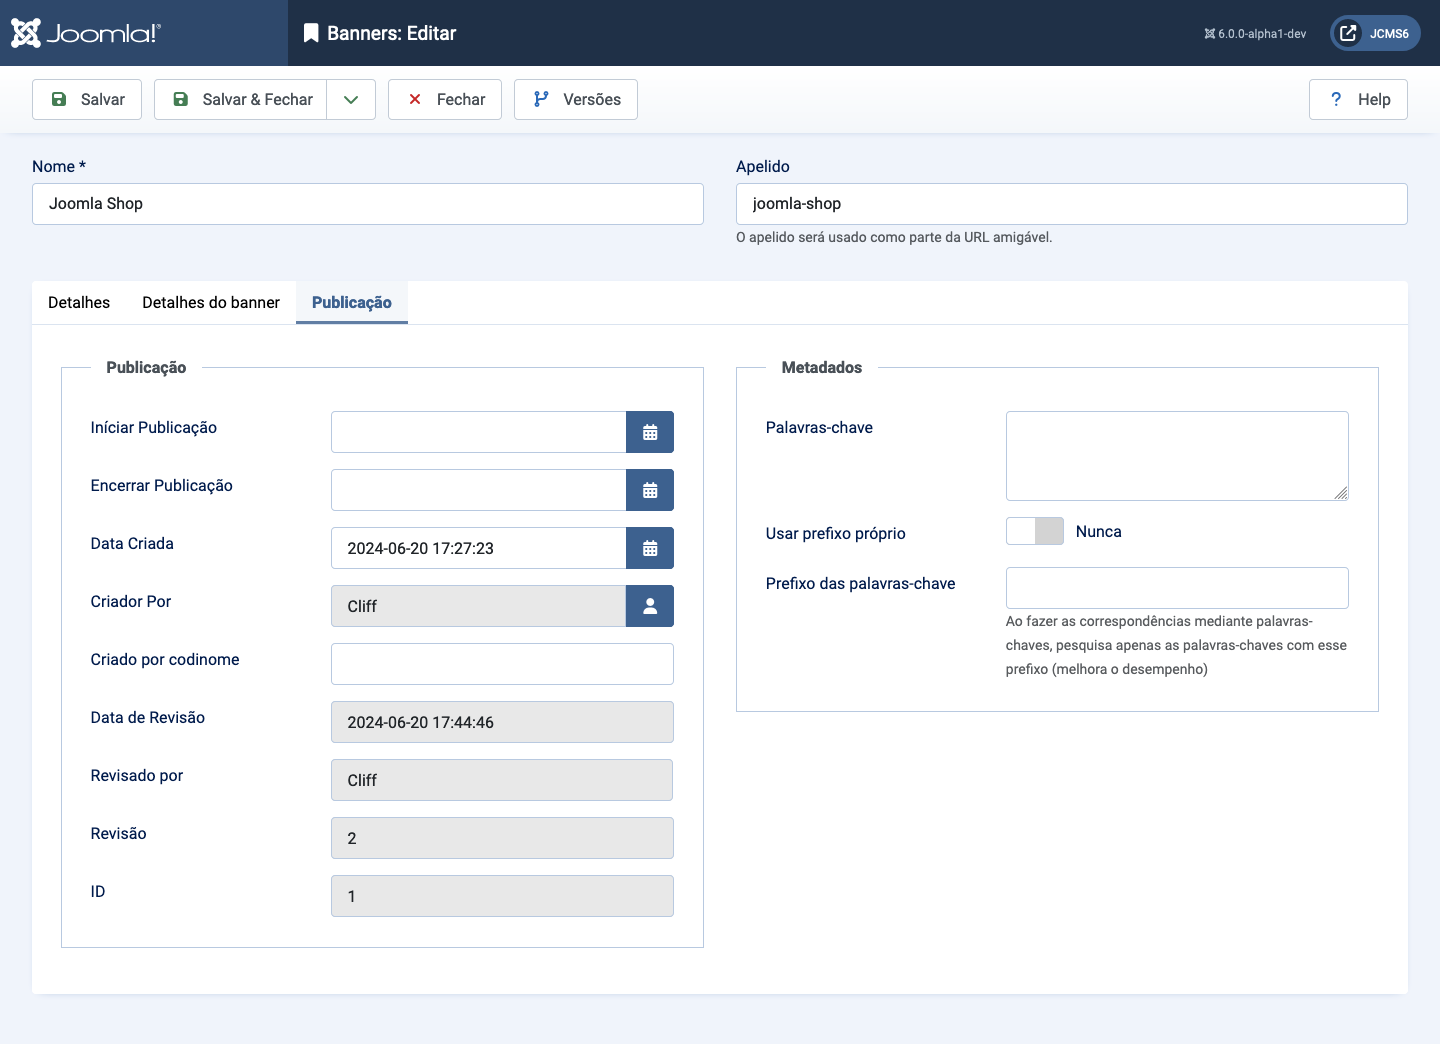 Joomla!®
Banners: Editar
6.0.0-alpha1-dev
JCMS6
Salvar
Salvar & Fechar
Fechar
Versões
? Help
Nome *
Joomla Shop
Apelido
joomla-shop
O apelido será usado como parte da URL amigável.
Detalhes
Detalhes do banner
Publicação
Publicação
Iníciar Publicação
Encerrar Publicação
Data Criada
2024-06-20 17:27:23
Criador Por
Cliff
Criado por codinome
Data de Revisão
2024-06-20 17:44:46
Revisado por
Cliff
Revisão
2
ID
1
Metadados
Palavras-chave
Usar prefixo próprio
Nunca
Prefixo das palavras-chave
Ao fazer as correspondências mediante palavras-
chaves, pesquisa apenas as palavras-chaves com esse
prefixo (melhora o desempenho)